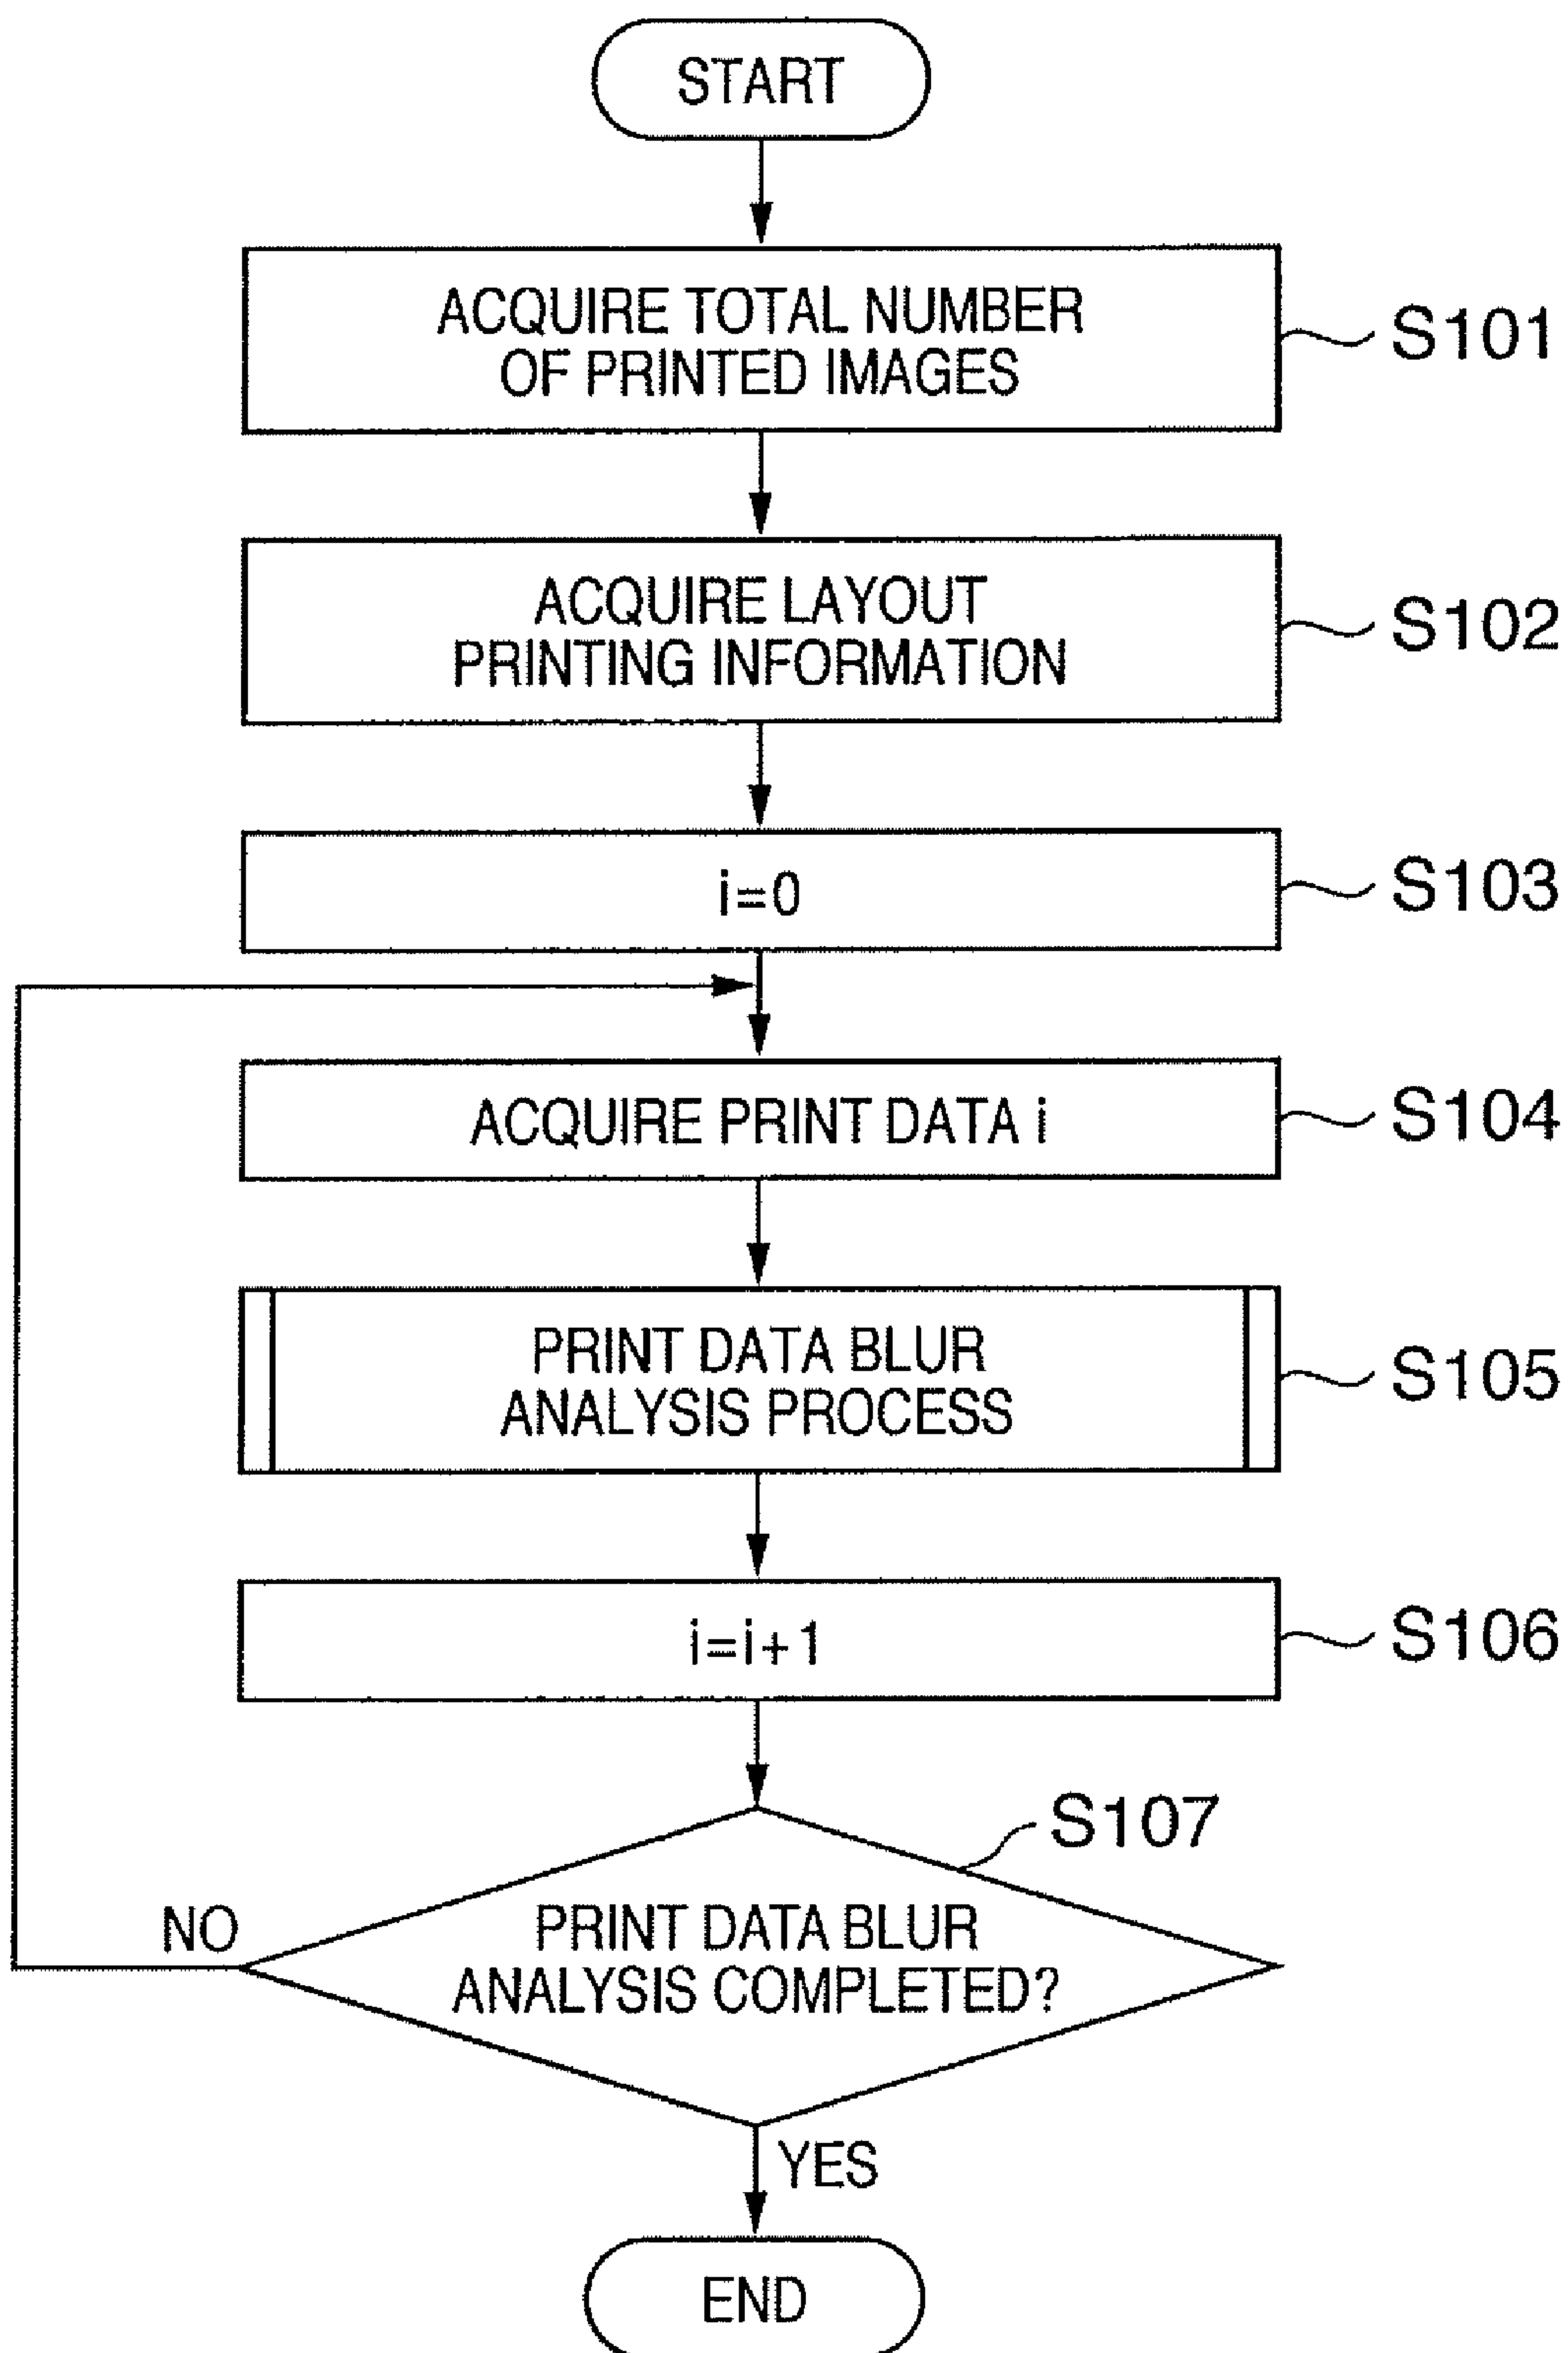 START
ACQUIRE TOTAL NUMBER
OF PRINTED IMAGES
S101
ACQUIRE LAYOUT
PRINTING INFORMATION
S102
i=0
S103
ACQUIRE PRINT DATA i
S104
PRINT DATA BLUR
ANALYSIS PROCESS
S105
i=i+1
S106
S107
PRINT DATA BLUR
ANALYSIS COMPLETED?
NO
YES
END